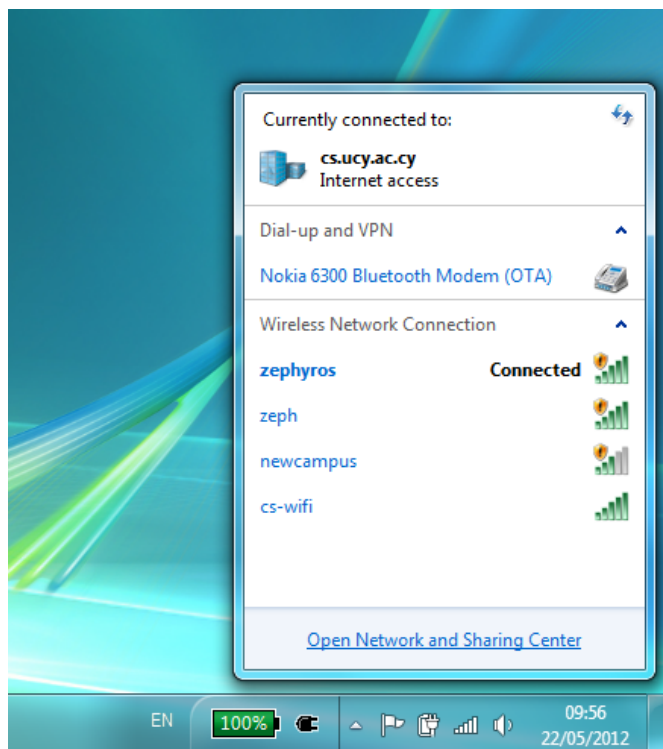 Currently connected to:
cs.ucy.ac.cy
Internet access
Dial-up and VPN
Nokia 6300 Bluetooth Modem (OTA)
Wireless Network Connection
zephyros Connected
zeph
newcampus
cs-wifi
Open Network and Sharing Center
EN 100% 09:56
22/05/2012